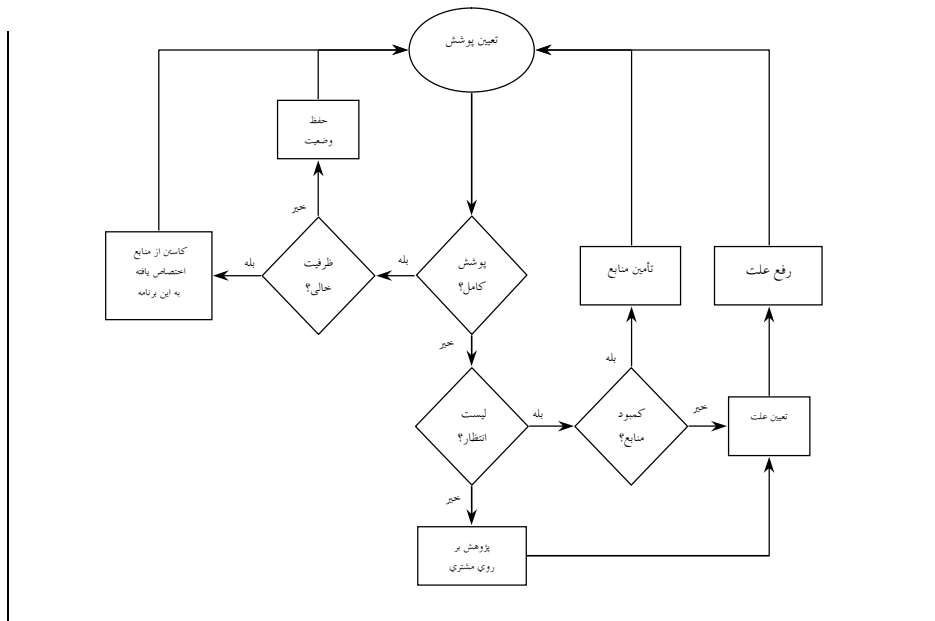 تعیین پوشش
حفظ
وضعیت
خیر
کاستن از منابع
اختصاص یافته
به این برنامه
بله
ظرفیت
خالی؟
بله
پوشش
کامل؟
تأمین منابع
رفع علت
خیر
بله
لیست
انتظار؟
بله
کمبود
منابع؟
خیر
تعیین علت
خیر
پژوهش بر
روي مشتري